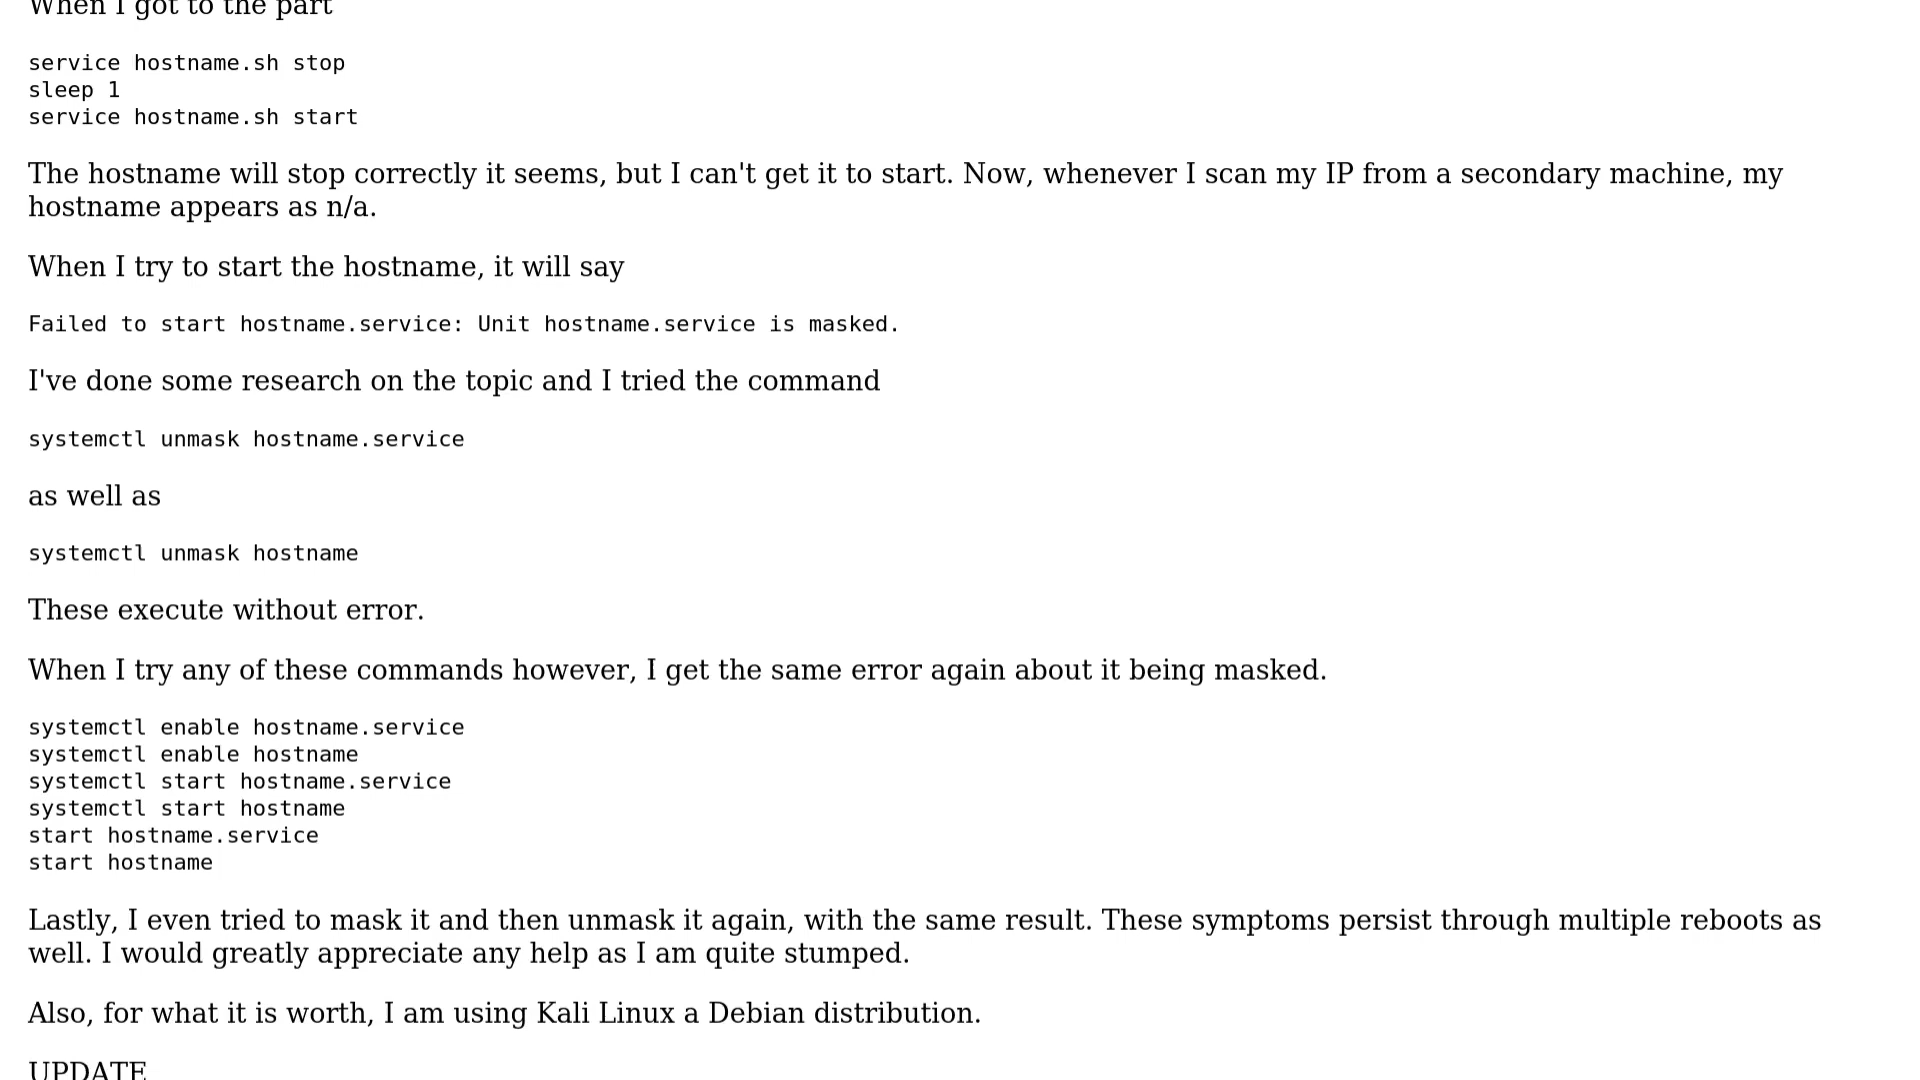 When I got to the part
service hostname.sh stop
sleep 1
service hostname.sh start
The hostname will stop correctly it seems, but I can't get it to start. Now, whenever I scan my IP from a secondary machine, my
hostname appears as n/a.
When I try to start the hostname, it will say
Failed to start hostname.service: Unit hostname.service is masked.
I've done some research on the topic and I tried the command
systemctl unmask hostname.service
as well as
systemctl unmask hostname
These execute without error.
When I try any of these commands however, I get the same error again about it being masked.
systemctl enable hostname.service
systemctl enable hostname
systemctl start hostname.service
systemctl start hostname
start hostname.service
start hostname
Lastly, I even tried to mask it and then unmask it again, with the same result. These symptoms persist through multiple reboots as
well. I would greatly appreciate any help as I am quite stumped.
Also, for what it is worth, I am using Kali Linux a Debian distribution.
UPDATE